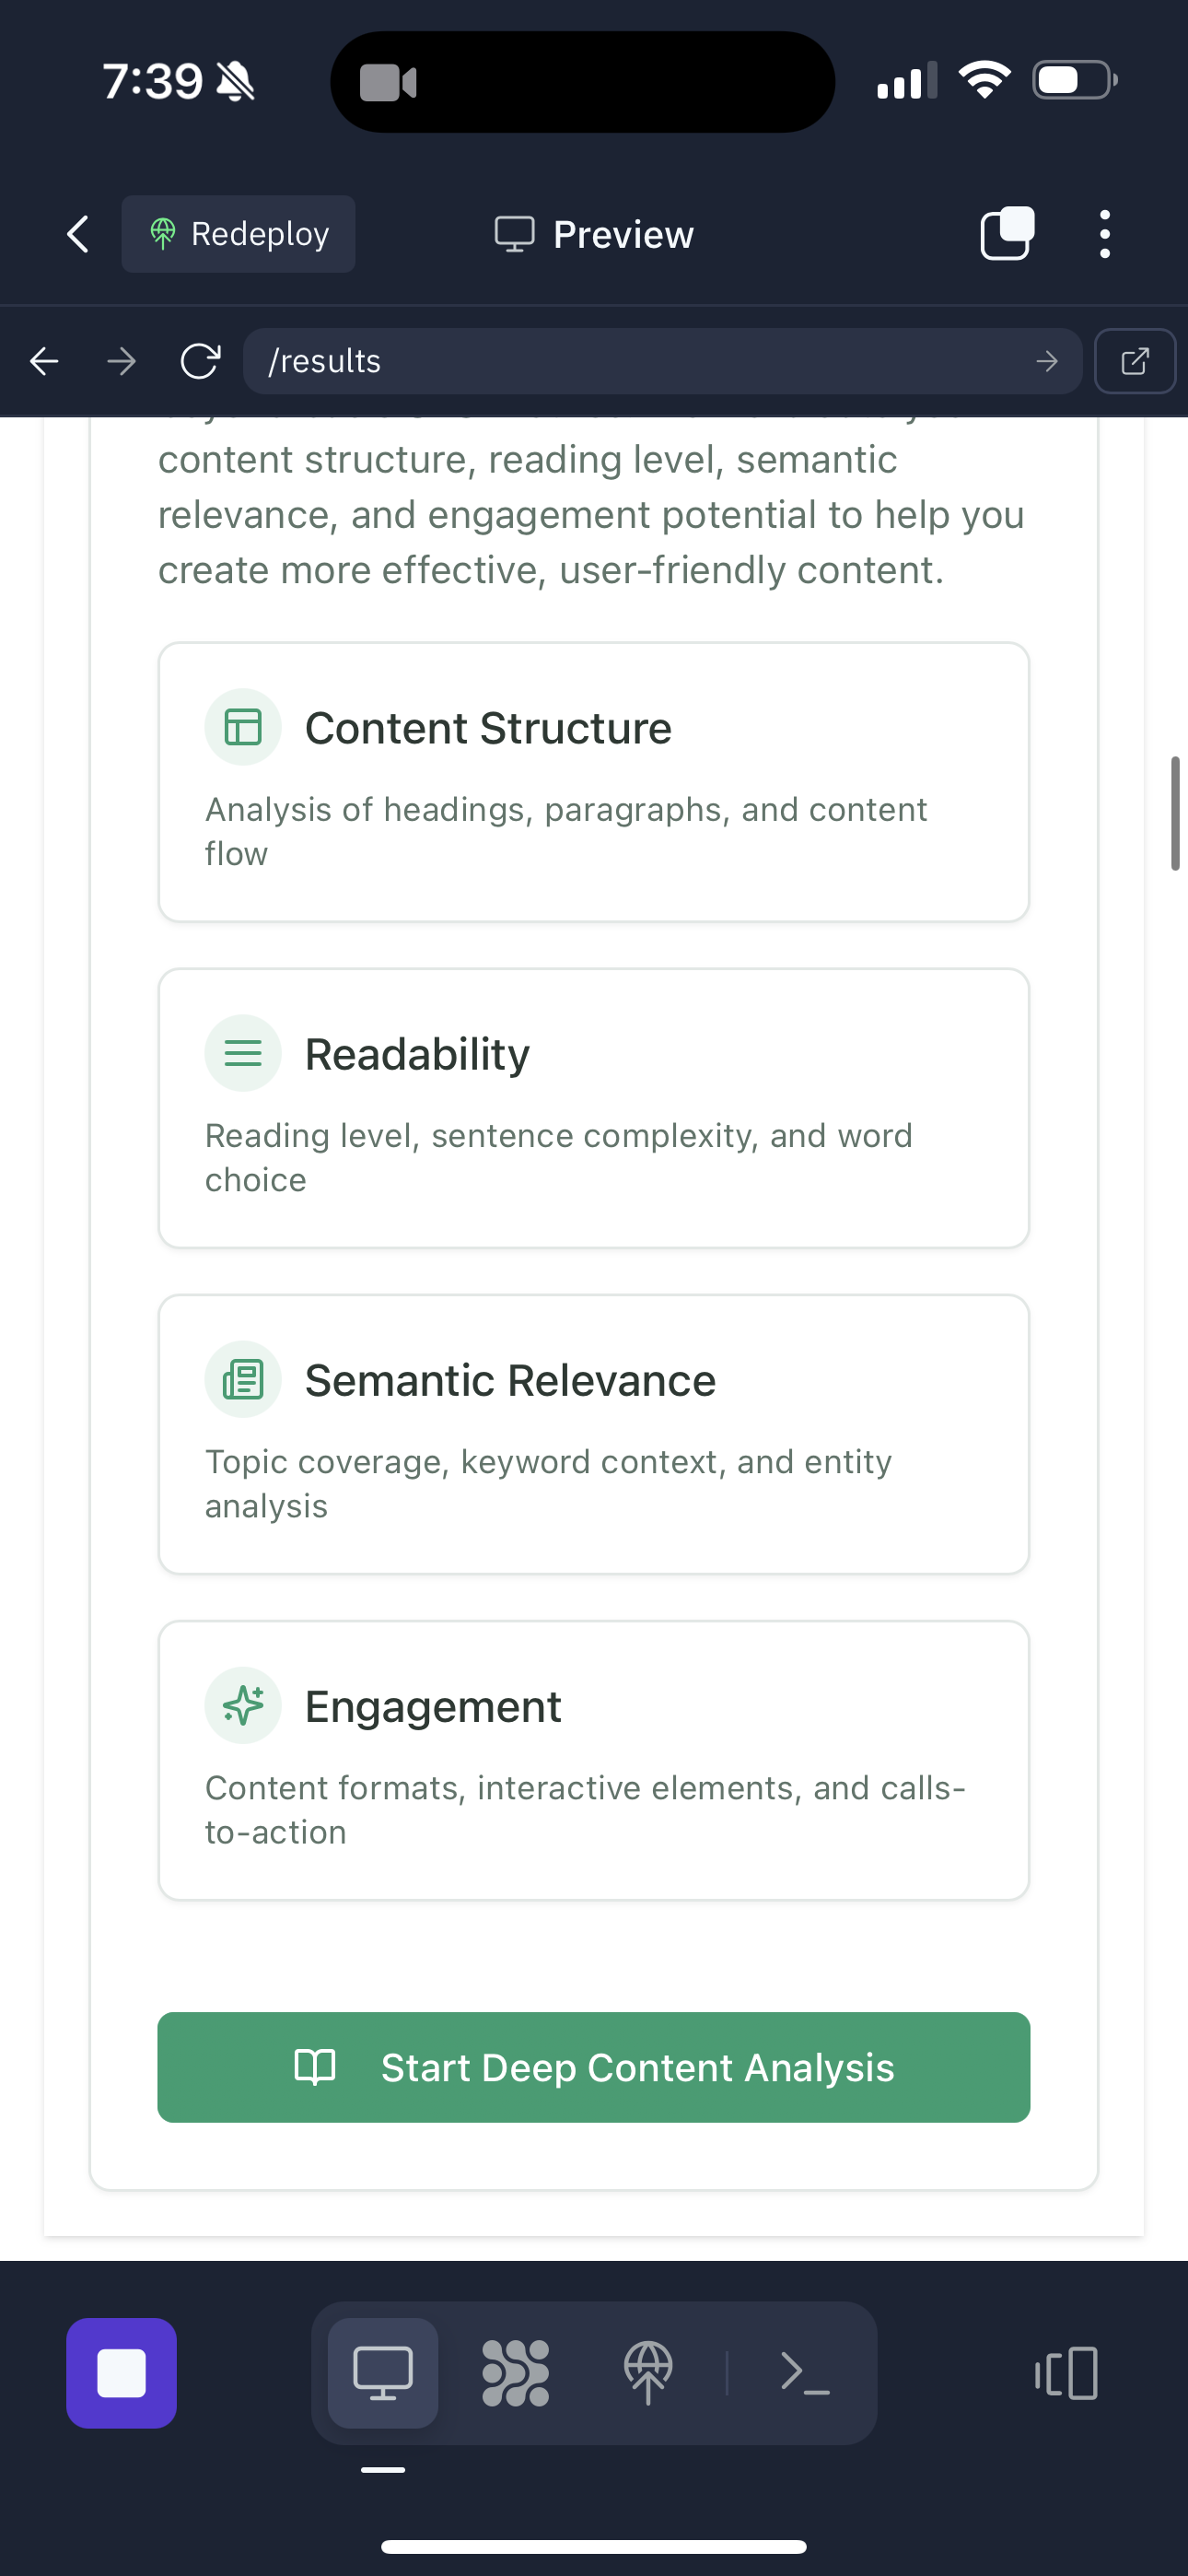 7:39
Redeploy
Preview
/results
content structure, reading level, semantic
relevance, and engagement potential to help you
create more effective, user-friendly content.
Content Structure
Analysis of headings, paragraphs, and content
flow
Readability
Reading level, sentence complexity, and word
choice
Semantic Relevance
Topic coverage, keyword context, and entity
analysis
Engagement
Content formats, interactive elements, and calls-
to-action
Start Deep Content Analysis